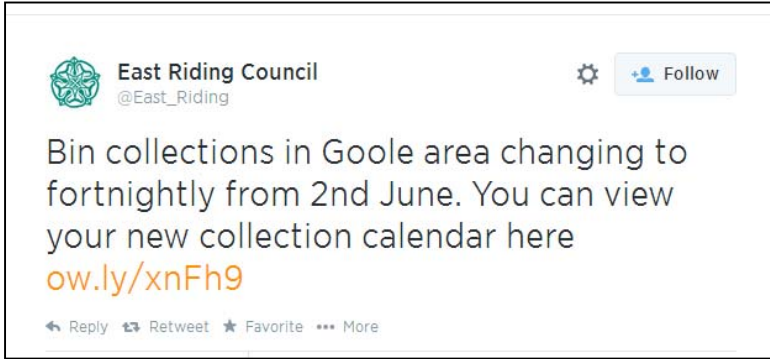 East Riding Council
@East_Riding
Follow
Bin collections in Goole area changing to
fortnightly from 2nd June. You can view
your new collection calendar here
ow.ly/xnFh9
Reply Retweet Favorite More